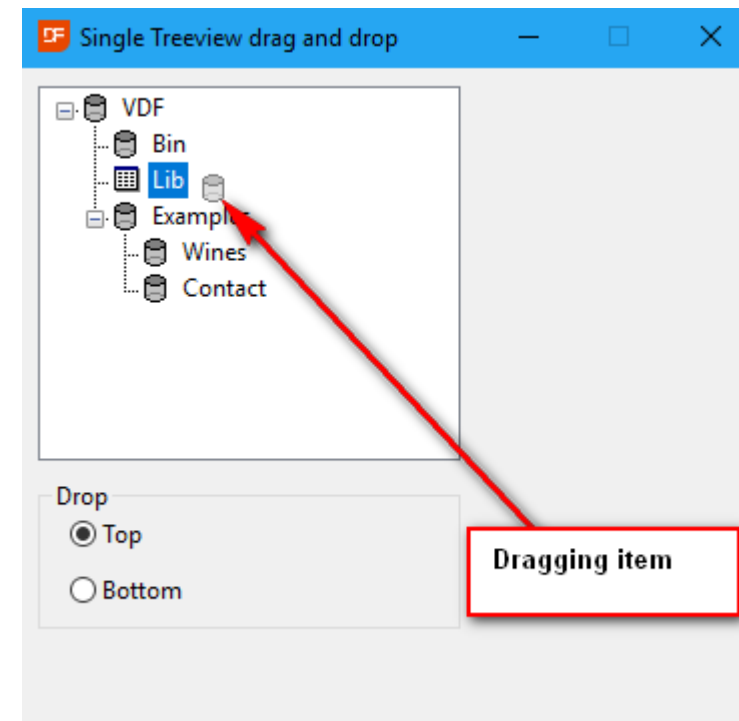 DF Single Treeview drag and drop
VDF
Bin
Lib
Examples
Wines
Contact
Drop
Top
Bottom
Dragging item